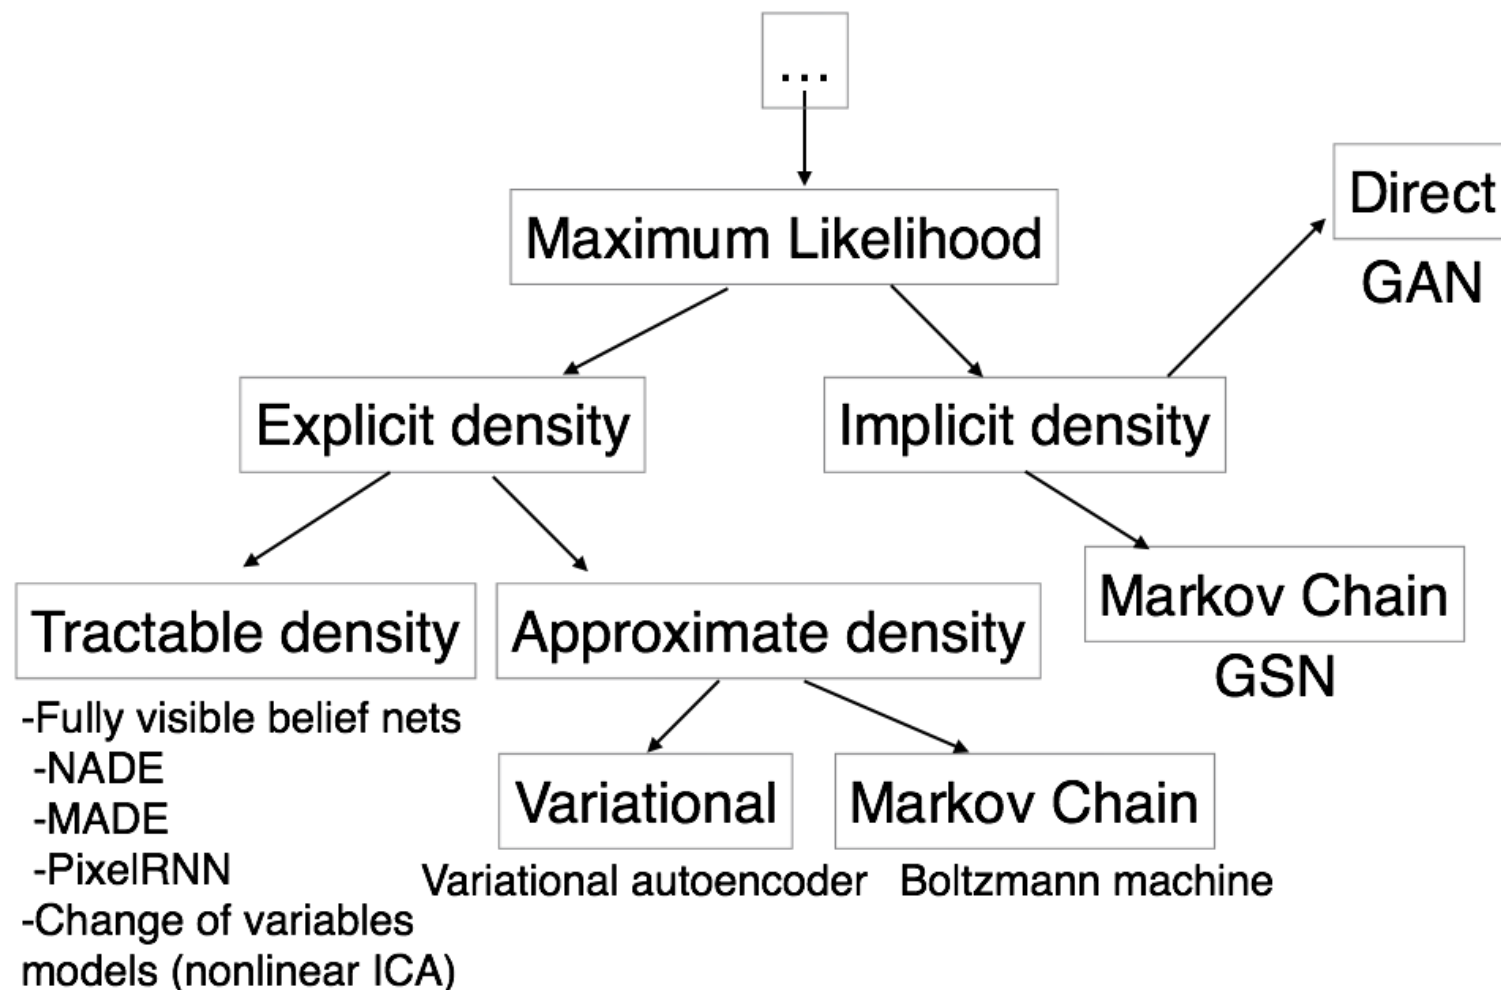 ...
Maximum Likelihood
Direct
GAN
Explicit density
Implicit density
Tractable density
Approximate density
Markov Chain
GSN
-Fully visible belief nets
-NADE
-MADE
-PixelRNN
-Change of variables
models (nonlinear ICA)
Variational
Markov Chain
Variational autoencoder
Boltzmann machine